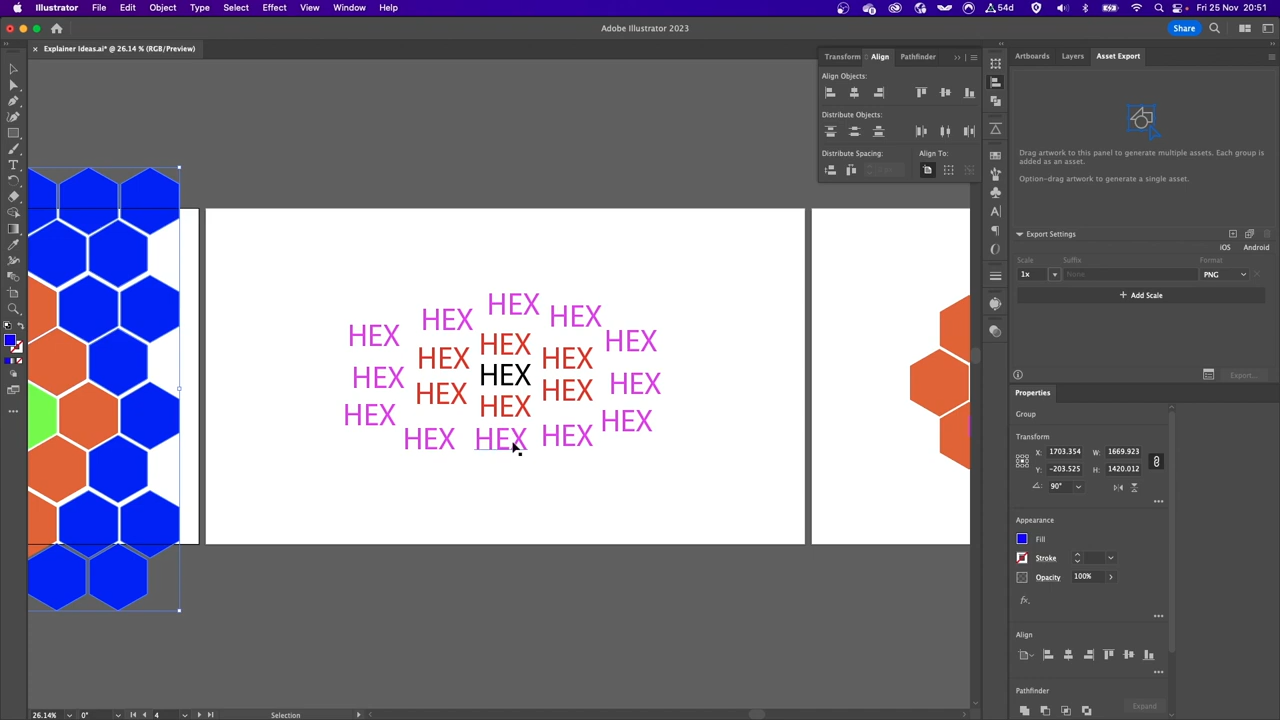 Illustrator File Edit Object Type Select Effect View Window Help 54d Fri 25 Nov 20:51
Adobe Illustrator 2023
Share
× Explainer Ideas.ai* @ 26.14 % (RGB/Preview)
Transform Align Pathfinder
Align Objects:
Distribute Objects:
Distribute Spacing: Align To:
Artboards Layers Asset Export
Drag artwork to this panel to generate multiple assets. Each group is
added as an asset.
Option-drag artwork to generate a single asset.
Export Settings
iOS Android
Scale Suffix Format
1x None PNG
+ Add Scale
Export...
HEX
HEX HEX HEX
HEX HEX HEX
HEX HEX
HEX HEX HEX
HEX HEX HEX
HEX HEX HEX
HEX HEX HEX
Properties
Group
Transform
X: 1703.354 W: 1669.923
Y: -203.525 H: 1420.012
90°
Appearance
Fill
Stroke
Opacity 100%
fx.
Align
Pathfinder
Expand
26.14% 0° 4 Selection